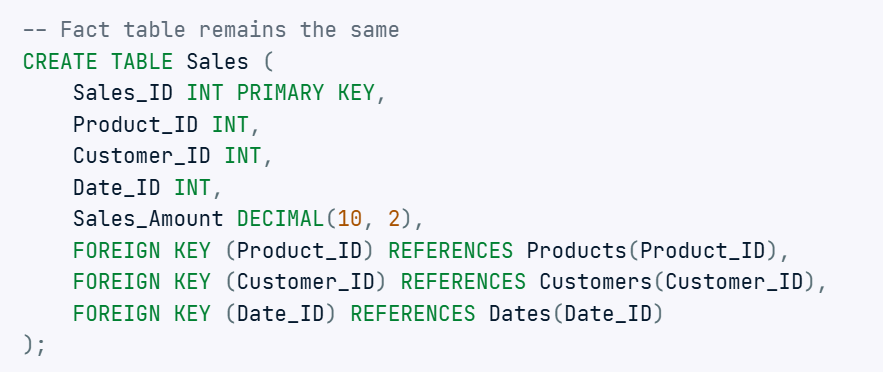 -- Fact table remains the same
CREATE TABLE Sales (
    Sales_ID INT PRIMARY KEY,
    Product_ID INT,
    Customer_ID INT,
    Date_ID INT,
    Sales_Amount DECIMAL(10, 2),
    FOREIGN KEY (Product_ID) REFERENCES Products(Product_ID),
    FOREIGN KEY (Customer_ID) REFERENCES Customers(Customer_ID),
    FOREIGN KEY (Date_ID) REFERENCES Dates(Date_ID)
);